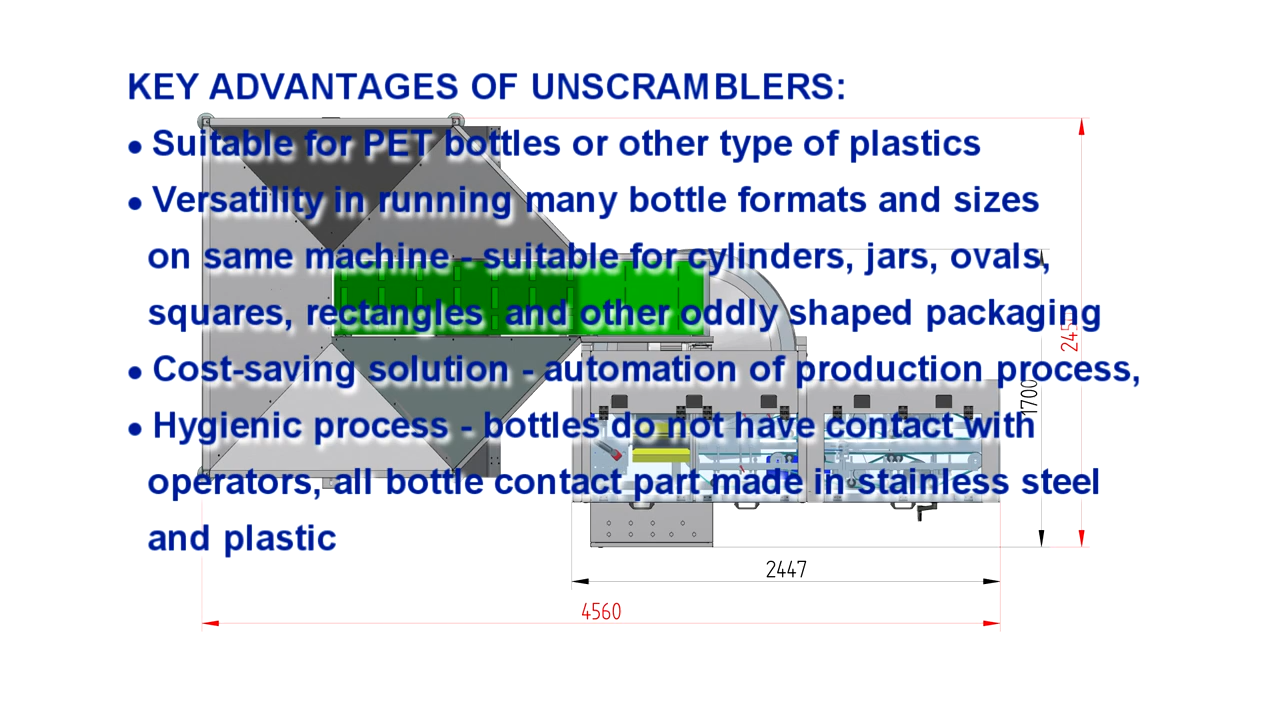 KEY ADVANTAGES OF UNSCRAMBLERS:
• Suitable for PET bottles or other type of plastics
• Versatility in running many bottle formats and sizes
on same machine - suitable for cylinders, jars, ovals,
squares, rectangles and other oddly shaped packaging
• Cost-saving solution - automation of production process,
• Hygienic process - bottles do not have contact with
operators, all bottle contact part made in stainless steel
and plastic
1700
2447
4560